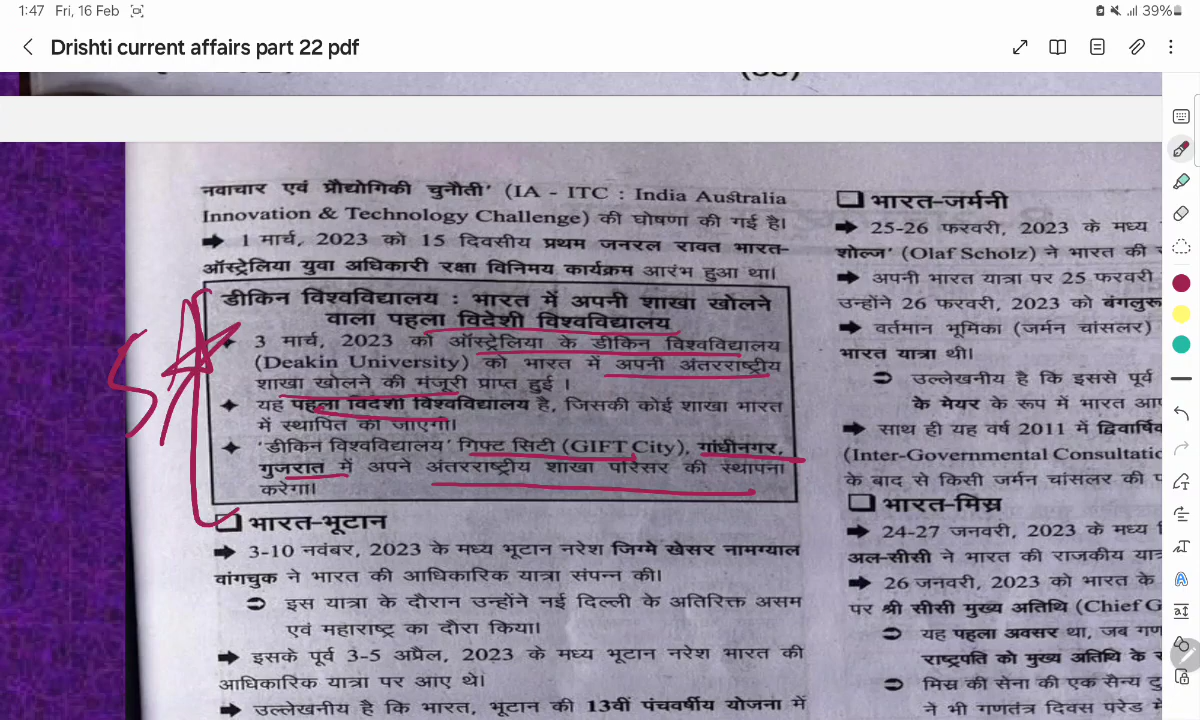 1:47 Fri, 16 Feb
39%
Drishti current affairs part 22 pdf
नवाचार एवं प्रौद्योगिकी चुनौती' (IA - ITC : India Australia
Innovation & Technology Challenge) की घोषणा की गई है।
1 मार्च, 2023 को 15 दिवसीय प्रथम जनरल रावत भारत-
ऑस्ट्रेलिया युवा अधिकारी रक्षा विनिमय कार्यक्रम आरंभ हुआ था।
डीकिन विश्वविद्यालय : भारत में अपनी शाखा खोलने
वाला पहला विदेशी विश्वविद्यालय
3 मार्च, 2023 को ऑस्ट्रेलिया के डीकिन विश्वविद्यालय
(Deakin University) को भारत में अपनी अंतरराष्ट्रीय
शाखा खोलने की मंजूरी प्राप्त हुई ।
यह पहला विदेशी विश्वविद्यालय है, जिसकी कोई शाखा भारत
में स्थापित की जाएगी।
'डीकिन विश्वविद्यालय' गिफ्ट सिटी (GIFT City), गांधीनगर,
गुजरात में अपने अंतरराष्ट्रीय शाखा परिसर की स्थापना
करेगा।
भारत-भूटान
3-10 नवंबर, 2023 के मध्य भूटान नरेश जिग्मे खेसर नामग्याल
वांगचुक ने भारत की आधिकारिक यात्रा संपन्न की।
इस यात्रा के दौरान उन्होंने नई दिल्ली के अतिरिक्त असम
एवं महाराष्ट्र का दौरा किया।
इसके पूर्व 3-5 अप्रैल, 2023 के मध्य भूटान नरेश भारत की
आधिकारिक यात्रा पर आए थे।
उल्लेखनीय है कि भारत, भूटान की 13वीं पंचवर्षीय योजना में
भारत-जर्मनी
25-26 फरवरी, 2023 के मध्य
शोल्ज' (Olaf Scholz) ने भारत की
अपनी भारत यात्रा पर 25 फरवरी
उन्होंने 26 फरवरी, 2023 को बंगलुरू
वर्तमान भूमिका (जर्मन चांसलर)
भारत यात्रा थी।
उल्लेखनीय है कि इससे पूर्व
के मेयर के रूप में भारत
साथ ही यह वर्ष 2011 में द्विवार्षिक
(Inter-Governmental Consultatio
के बाद से किसी जर्मन चांसलर की
भारत-मिस्र
24-27 जनवरी, 2023 के मध्य
अल-सीसी ने भारत की राजकीय
26 जनवरी, 2023 को भारत के
पर श्री सीसी मुख्य अतिथि (Chief G
यह पहला अवसर था, जब
राष्ट्रपति को मुख्य अतिथि के
मिस्र की सेना की एक सैन्य
ने भी गणतंत्र दिवस परेड